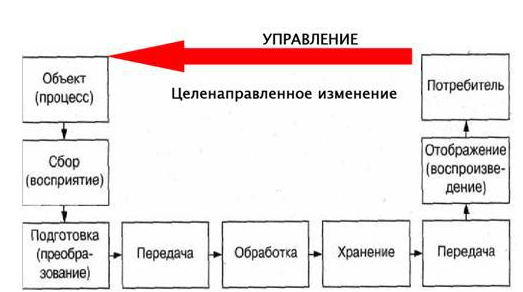 УПРАВЛЕНИЕ
Целенаправленное изменение
Объект
(процесс)
Сбор
(восприятие)
Подготовка
(преобра-
зование)
Передача
Обработка
Хранение
Передача
Отображение
(воспроизве-
дение)
Потребитель